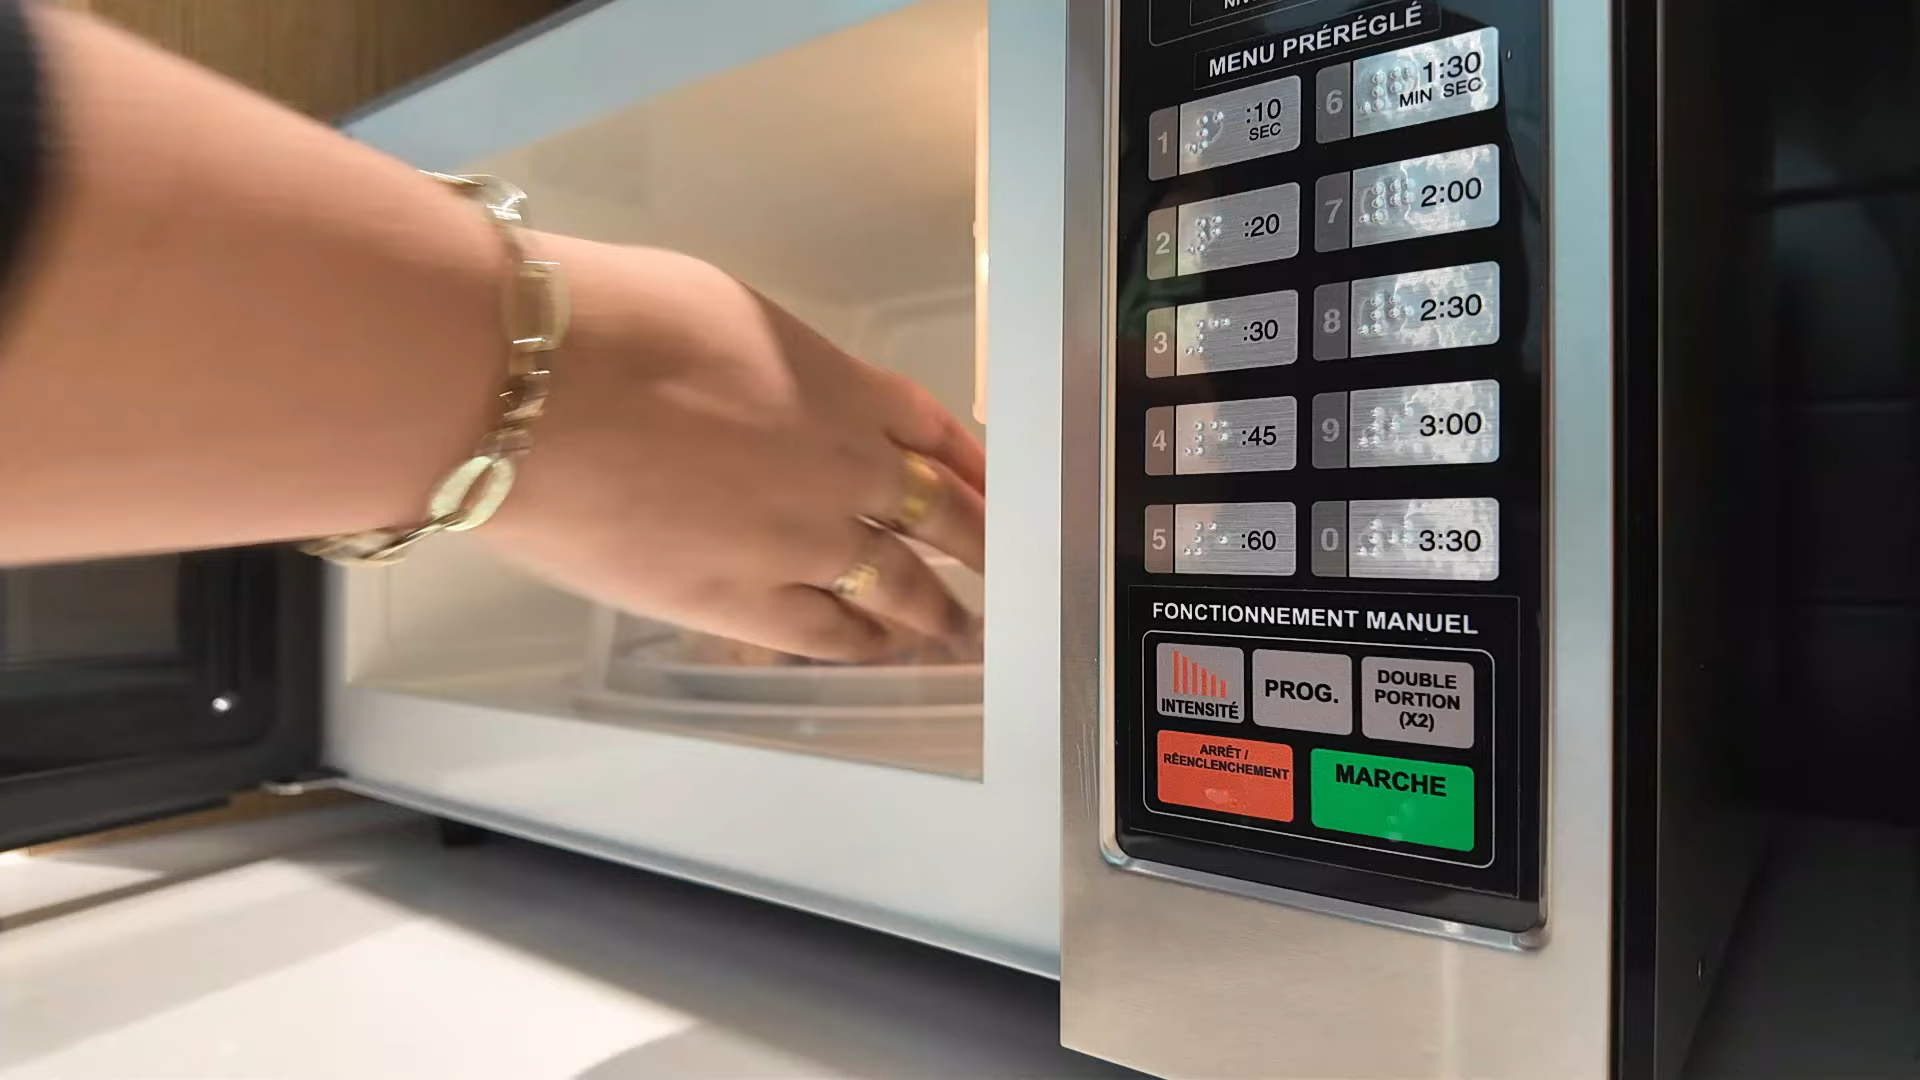 MENU PRÉRÉGLÉ
1 :10 SEC
6 1:30 MIN SEC
2 :20
7 2:00
3 :30
8 2:30
4 :45
9 3:00
5 :60
0 3:30
FONCTIONNEMENT MANUEL
INTENSITÉ
PROG.
DOUBLE
PORTION
(X2)
ARRÊT /
RÉENCLENCHEMENT
MARCHE